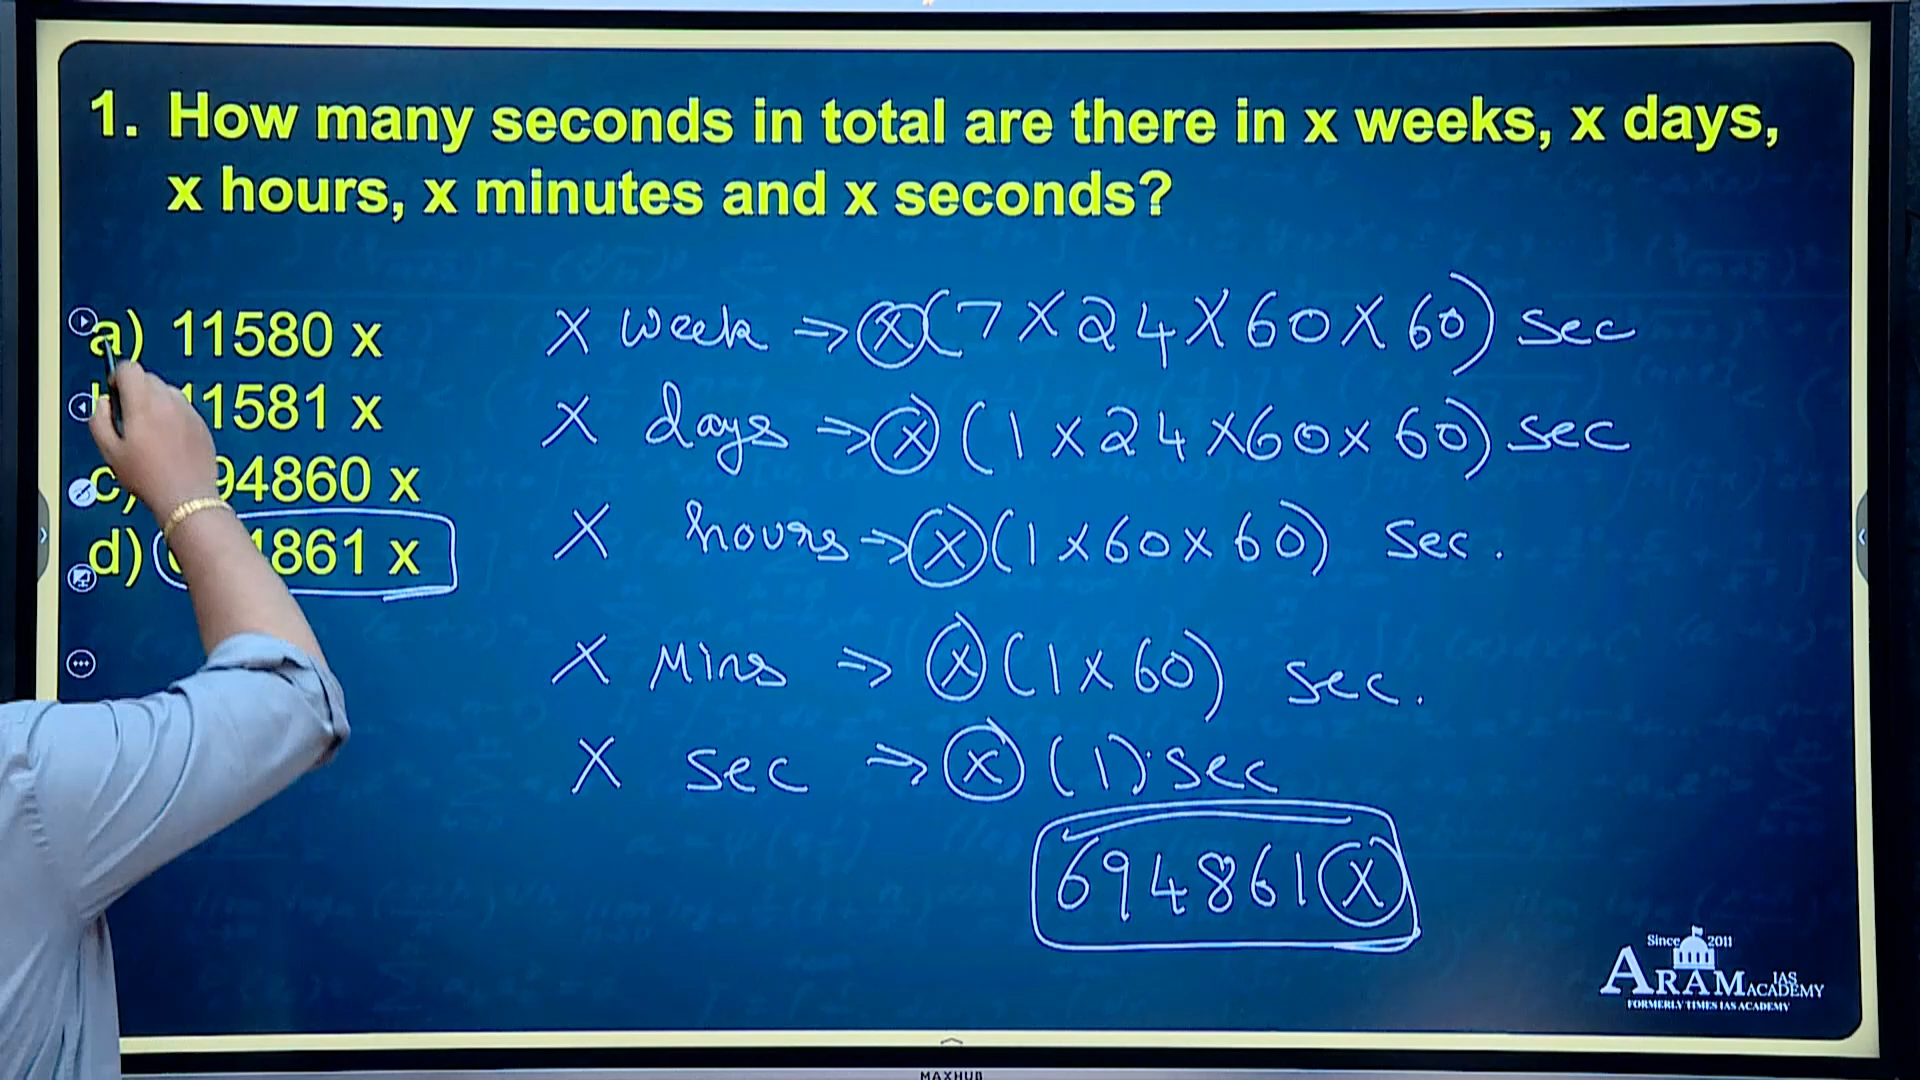 1. How many seconds in total are there in x weeks, x days,
x hours, x minutes and x seconds?
a) 11580 x
11581 x
c) 94860 x
d) 1861 x
X week ⇒ x (7 X 24 X 60 X 60) sec
X days ⇒ x (1 x 24 x 60 x 60) sec
X hours ⇒ x (1 x 60 x 60) sec.
X Mins ⇒ x (1 x 60) sec.
X sec ⇒ x (1) sec
694861 x
Since 2011
ARAM IAS ACADEMY
FORMERLY TIMES IAS ACADEMY
MAXHUB